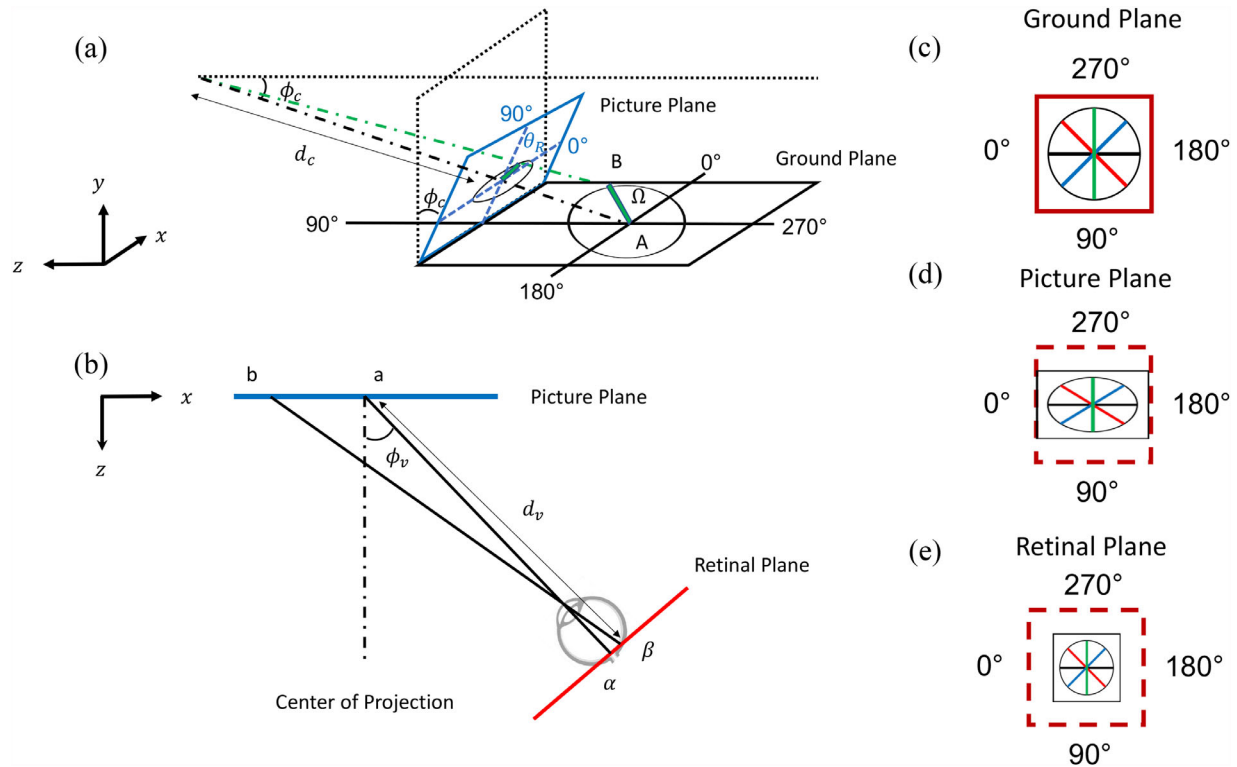 (a)
ϕc
dc
Picture Plane
90°
θR
0°
ϕc
B
0°
Ground Plane
Ω
A
90°
270°
180°
y
x
z
(b)
x
z
b
a
Picture Plane
ϕv
dv
Retinal Plane
β
α
Center of Projection
(c)
Ground Plane
270°
0°
180°
90°
(d)
Picture Plane
270°
0°
180°
90°
(e)
Retinal Plane
270°
0°
180°
90°